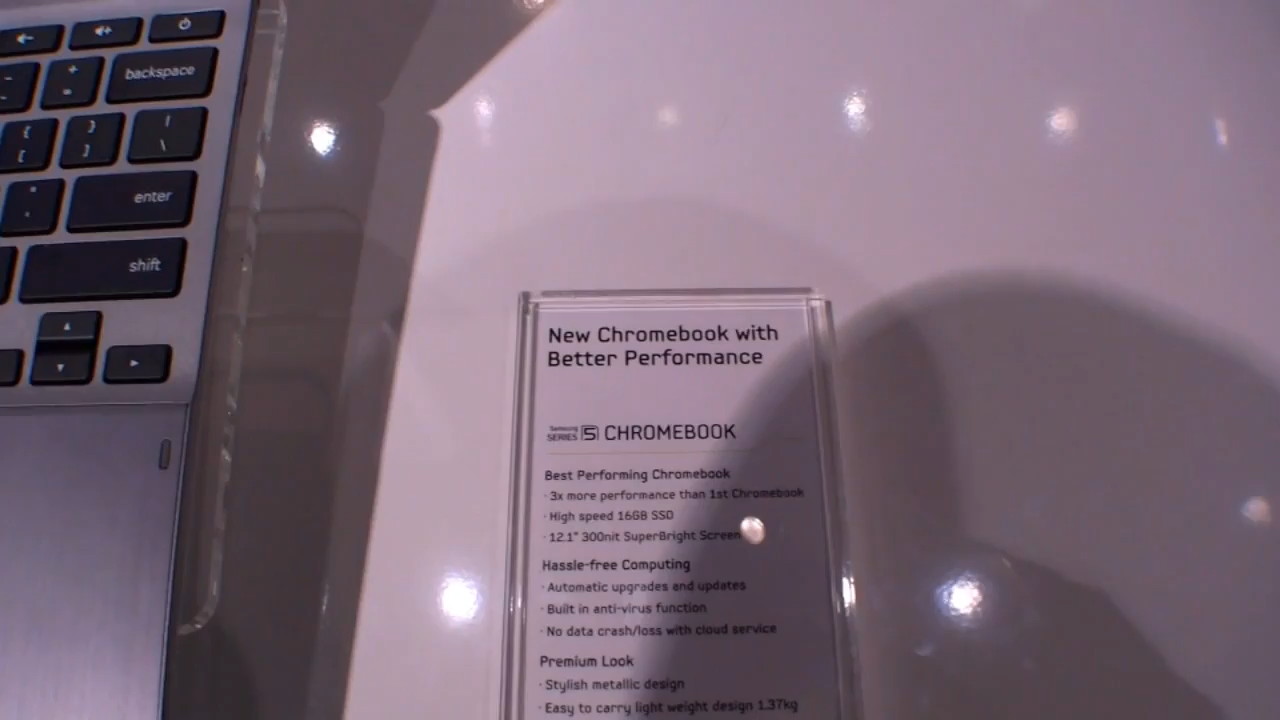 backspace
enter
shift
New Chromebook with
Better Performance
Samsung
SERIES 5 CHROMEBOOK
Best Performing Chromebook
· 3x more performance than 1st Chromebook
· High speed 16GB SSD
· 12.1" 300nit SuperBright Screen
Hassle-free Computing
· Automatic upgrades and updates
· Built in anti-virus function
· No data crash/loss with cloud service
Premium Look
· Stylish metallic design
· Easy to carry light weight design 1.37kg